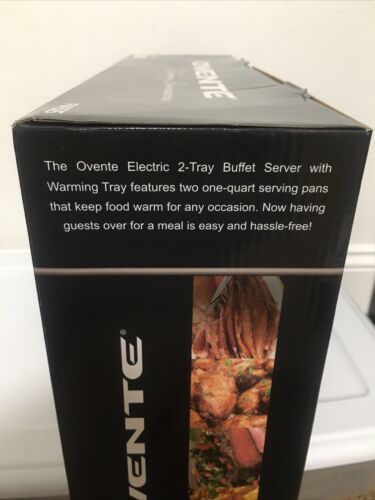 OVENTE
The Ovente Electric 2-Tray Buffet Server with
Warming Tray features two one-quart serving pans
that keep food warm for any occasion. Now having
guests over for a meal is easy and hassle-free!
VENTE®